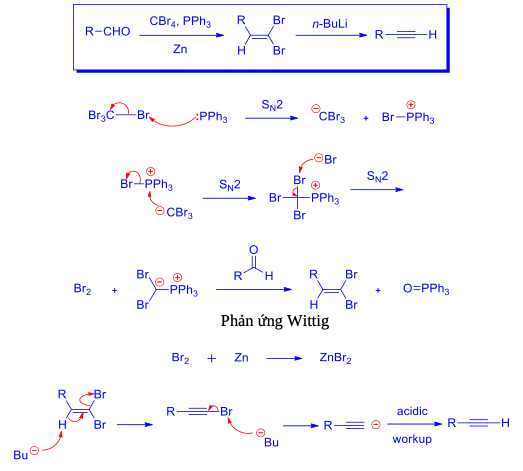 R–CHO CBr4, PPh3 Zn R Br Br H n-BuLi R H
Br3C Br :PPh3 SN2 ⊖ CBr3 + Br–PPh3 ⊕
Br–PPh3 ⊕ ⊖ CBr3 SN2 Br Br Br PPh3 ⊕ ⊖ Br SN2
Br2 + Br Br ⊖ PPh3 ⊕ R O H R H Br Br + O=PPh3
Phản ứng Wittig
Br2 + Zn ZnBr2
R H Br Br Bu ⊖ R Br ⊖ Bu R ⊖ acidic workup R H